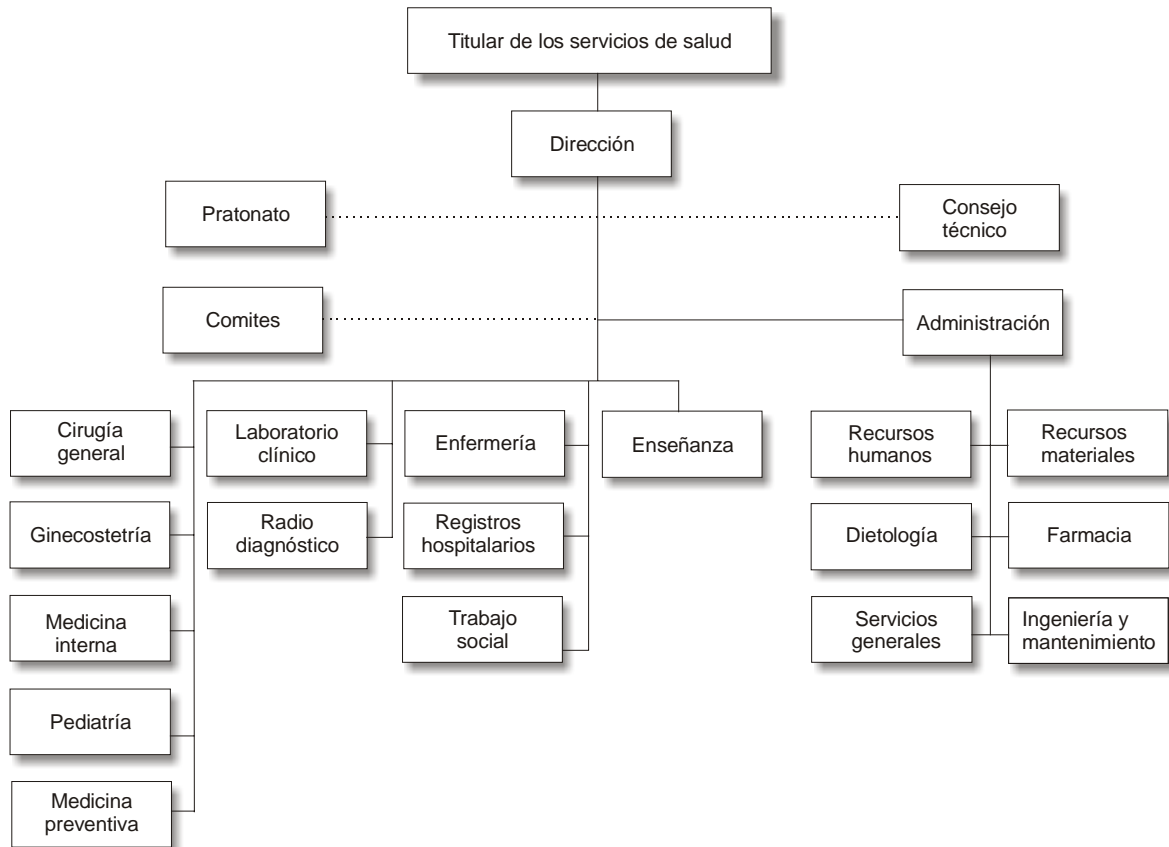 Titular de los servicios de salud
Dirección
Pratonato
Consejo
técnico
Comites
Administración
Cirugía
general
Laboratorio
clínico
Enfermería
Enseñanza
Recursos
humanos
Recursos
materiales
Ginecostetría
Radio
diagnóstico
Registros
hospitalarios
Dietología
Farmacia
Medicina
interna
Trabajo
social
Servicios
generales
Ingeniería y
mantenimiento
Pediatría
Medicina
preventiva